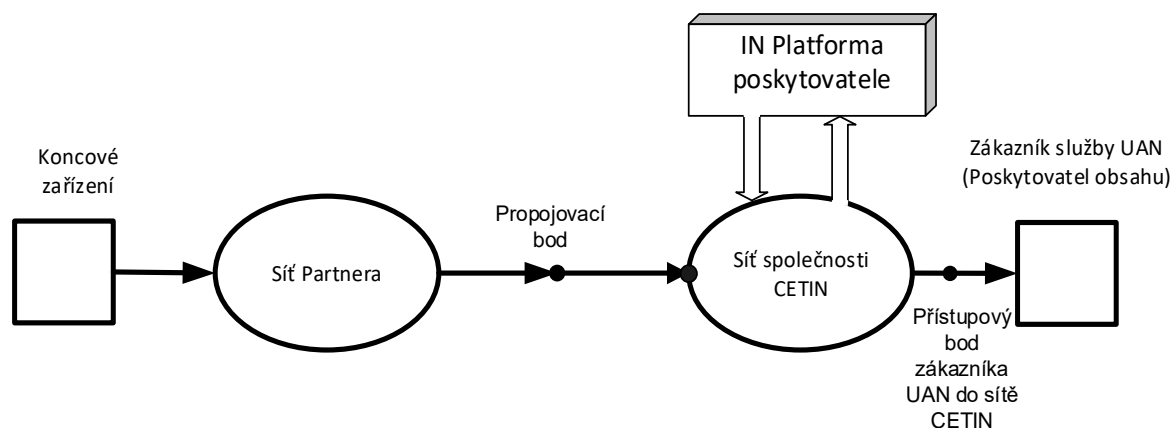 IN Platforma
poskytovatele
Koncové
zařízení
Zákazník služby UAN
(Poskytovatel obsahu)
Propojovací
bod
Síť Partnera
Síť společnosti
CETIN
Přístupový
bod
zákazníka
UAN do sítě
CETIN